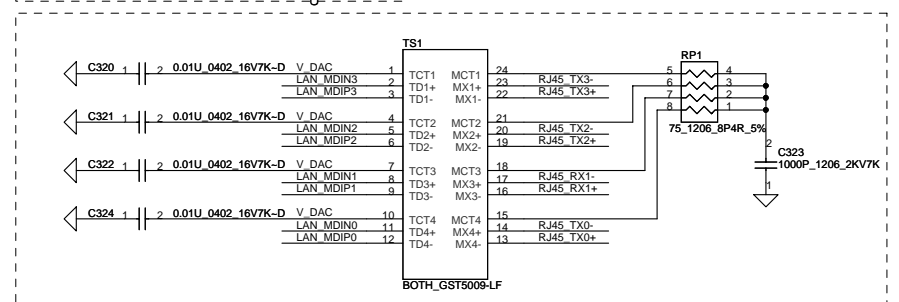 TS1
RP1
C320 1 2 0.01U_0402_16V7K~D V_DAC 1 TCT1 MCT1 24 5 4
LAN_MDIN3 2 TD1+ MX1+ 23 RJ45_TX3- 6 3
LAN_MDIP3 3 TD1- MX1- 22 RJ45_TX3+ 7 2
8 1
C321 1 2 0.01U_0402_16V7K~D V_DAC 4 TCT2 MCT2 21
LAN_MDIN2 5 TD2+ MX2+ 20 RJ45_TX2- 75_1206_8P4R_5%
LAN_MDIP2 6 TD2- MX2- 19 RJ45_TX2+
2
C323
C322 1 2 0.01U_0402_16V7K~D V_DAC 7 TCT3 MCT3 18 1000P_1206_2KV7K
LAN_MDIN1 8 TD3+ MX3+ 17 RJ45_RX1- 1
LAN_MDIP1 9 TD3- MX3- 16 RJ45_RX1+
C324 1 2 0.01U_0402_16V7K~D V_DAC 10 TCT4 MCT4 15
LAN_MDIN0 11 TD4+ MX4+ 14 RJ45_TX0-
LAN_MDIP0 12 TD4- MX4- 13 RJ45_TX0+
BOTH_GST5009-LF